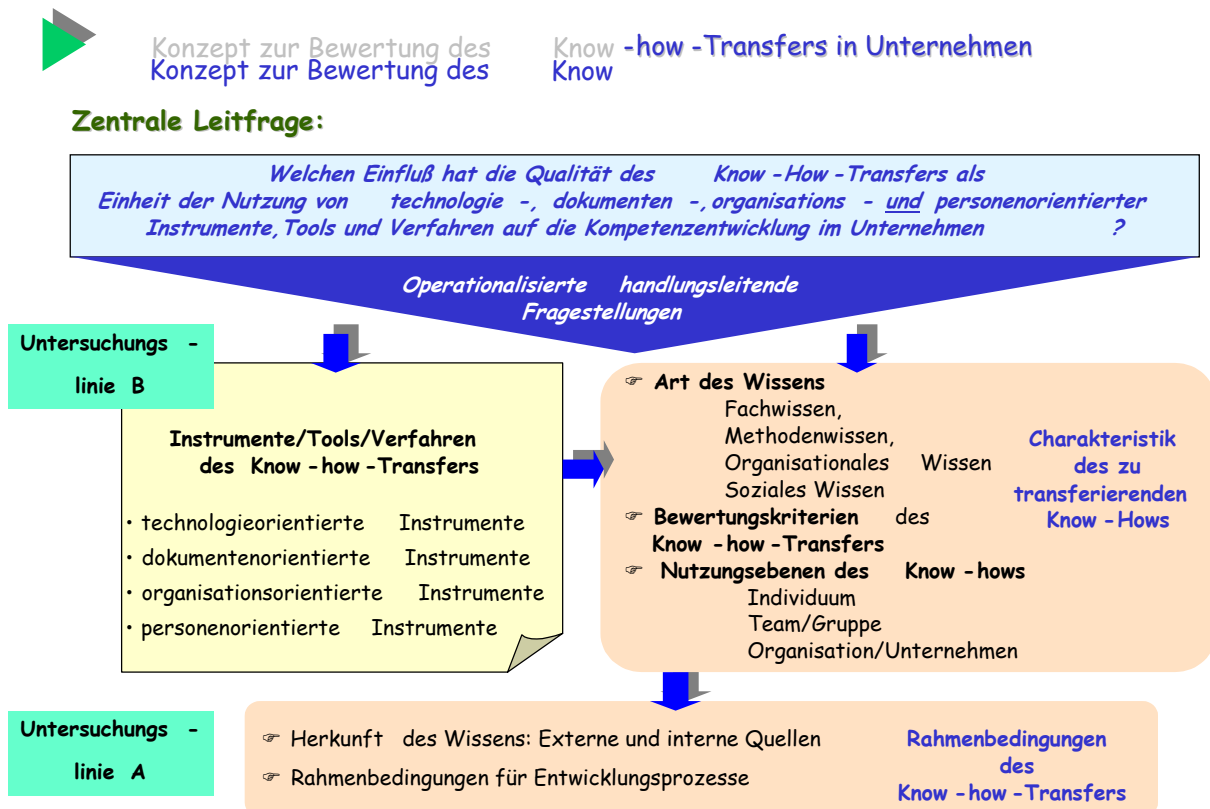 Konzept zur Bewertung des Know -how -Transfers in Unternehmen
Zentrale Leitfrage:
Welchen Einfluß hat die Qualität des Know -How -Transfers als
Einheit der Nutzung von technologie -, dokumenten -, organisations - und personenorientierter
Instrumente, Tools und Verfahren auf die Kompetenzentwicklung im Unternehmen ?
Operationalisierte handlungsleitende
Fragestellungen
Untersuchungs -
linie B
Instrumente/Tools/Verfahren
des Know -how -Transfers
• technologieorientierte Instrumente
• dokumentenorientierte Instrumente
• organisationsorientierte Instrumente
• personenorientierte Instrumente
☞ Art des Wissens
Fachwissen,
Methodenwissen,
Organisationales Wissen
Soziales Wissen
☞ Bewertungskriterien des
Know -how -Transfers
☞ Nutzungsebenen des Know -hows
Individuum
Team/Gruppe
Organisation/Unternehmen
Charakteristik
des zu
transferierenden
Know -Hows
Untersuchungs -
linie A
☞ Herkunft des Wissens: Externe und interne Quellen
☞ Rahmenbedingungen für Entwicklungsprozesse
Rahmenbedingungen
des
Know -how -Transfers